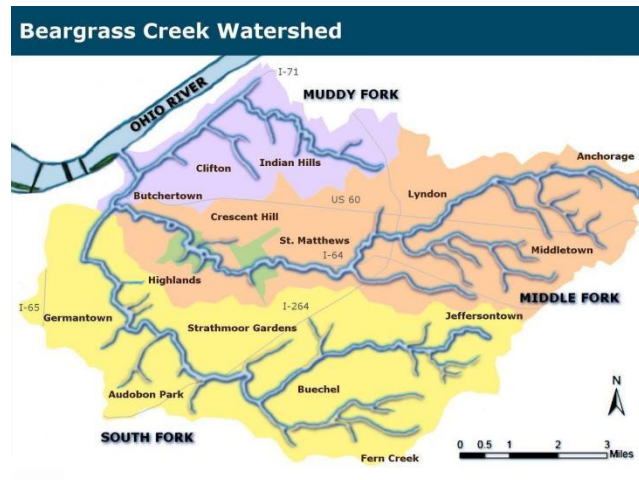 Beargrass Creek Watershed
I-71
MUDDY FORK
OHIO RIVER
Anchorage
Indian Hills
Clifton
Lyndon
Butchertown
US 60
Crescent Hill
St. Matthews
Middletown
I-64
Highlands
MIDDLE FORK
I-65
I-264
Jeffersontown
Germantown
Strathmoor Gardens
Audobon Park
Buechel
SOUTH FORK
Fern Creek
N
0 0.5 1 2 3
Miles